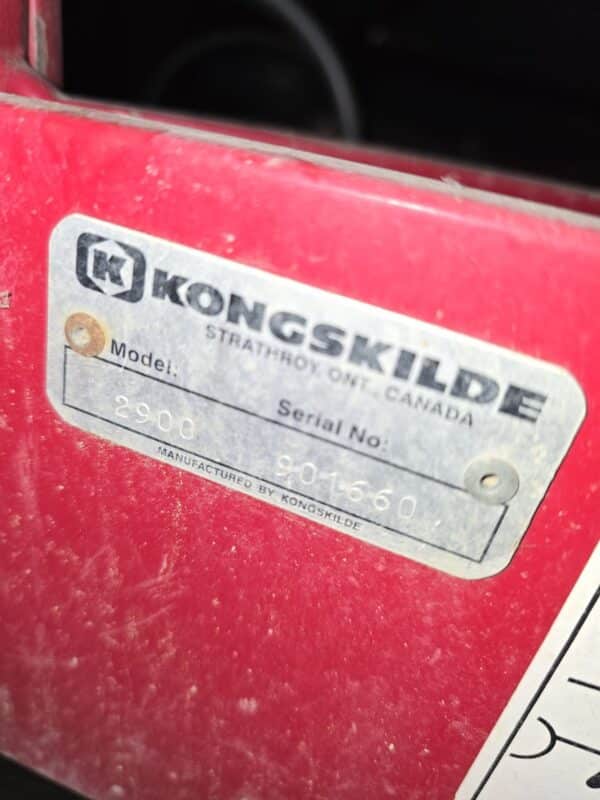 K KONGSKILDE
STRATHROY, ONT., CANADA
Model.
Serial No:
2900 901660
MANUFACTURED BY KONGSKILDE